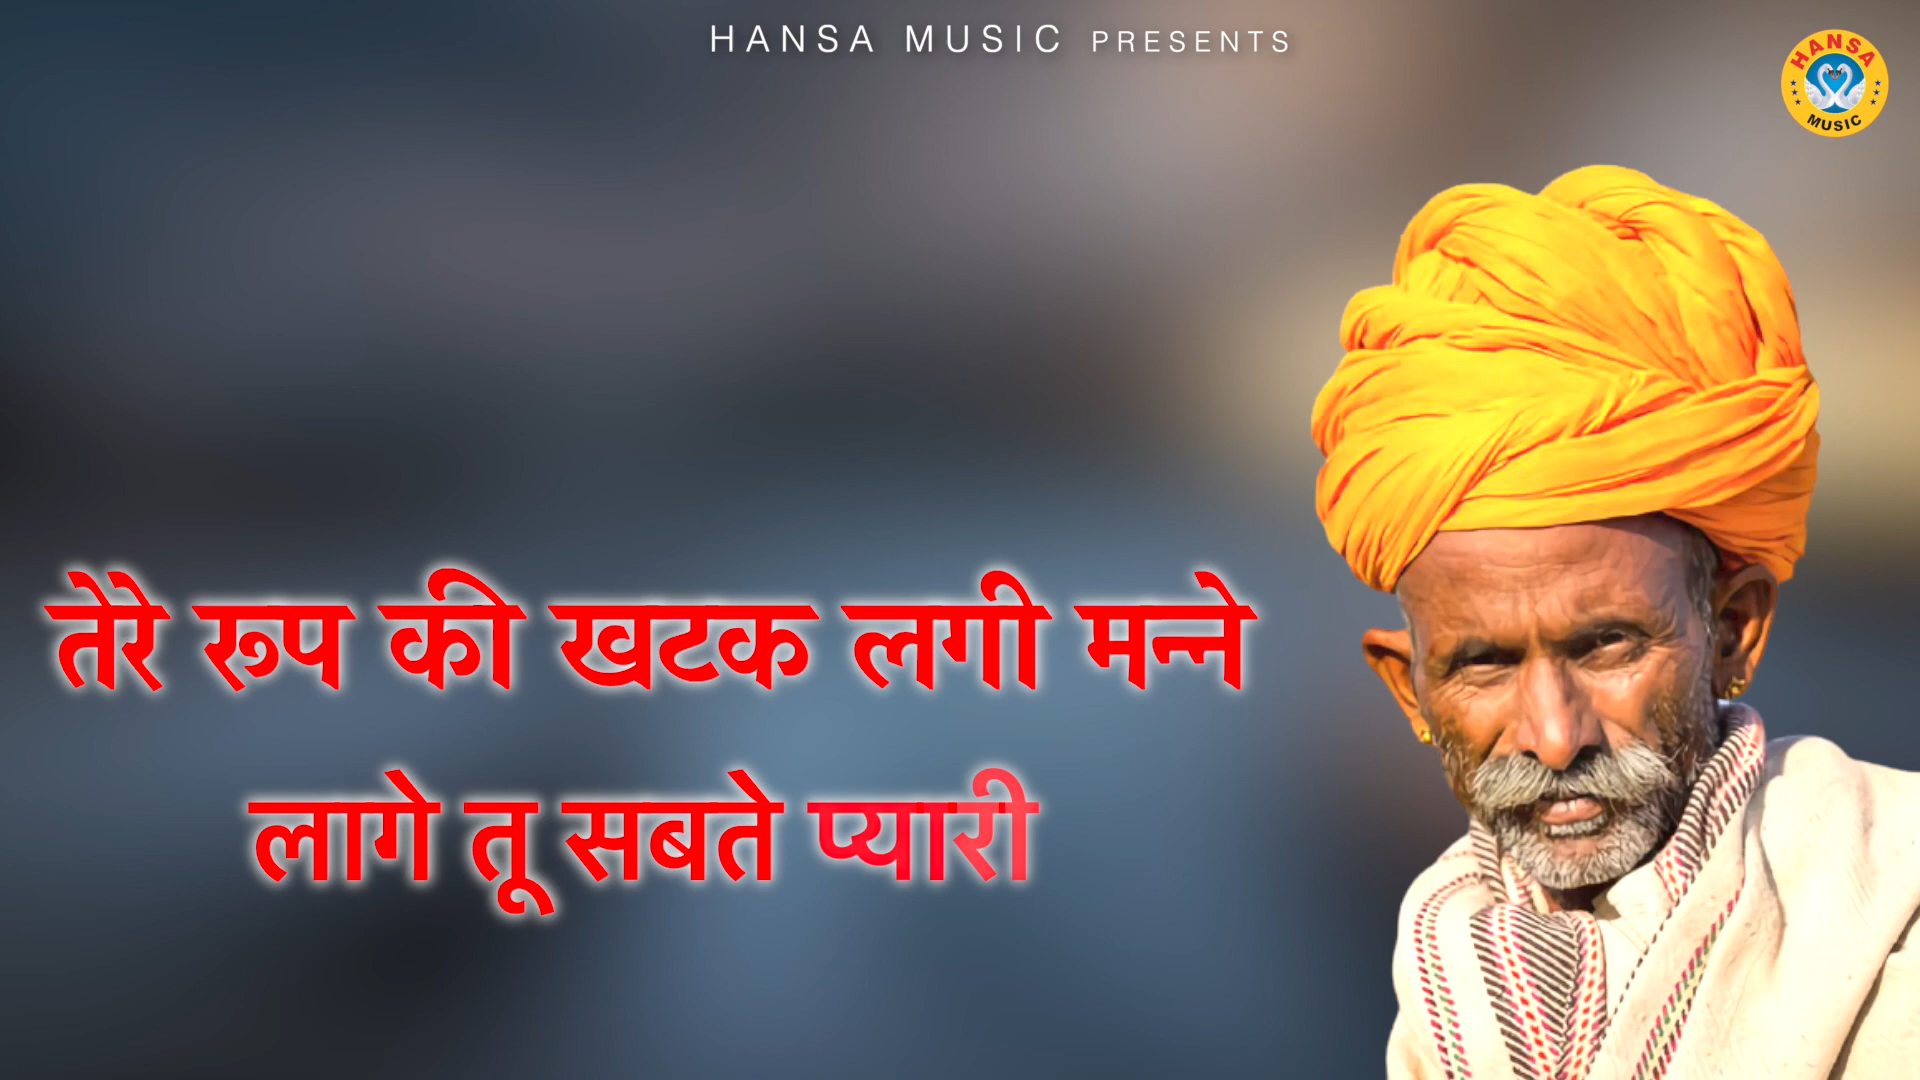 HANSA MUSIC PRESENTS
HANSA
MUSIC
तेरे रूप की खटक लगी मन्ने
लागे तू सबते प्यारी